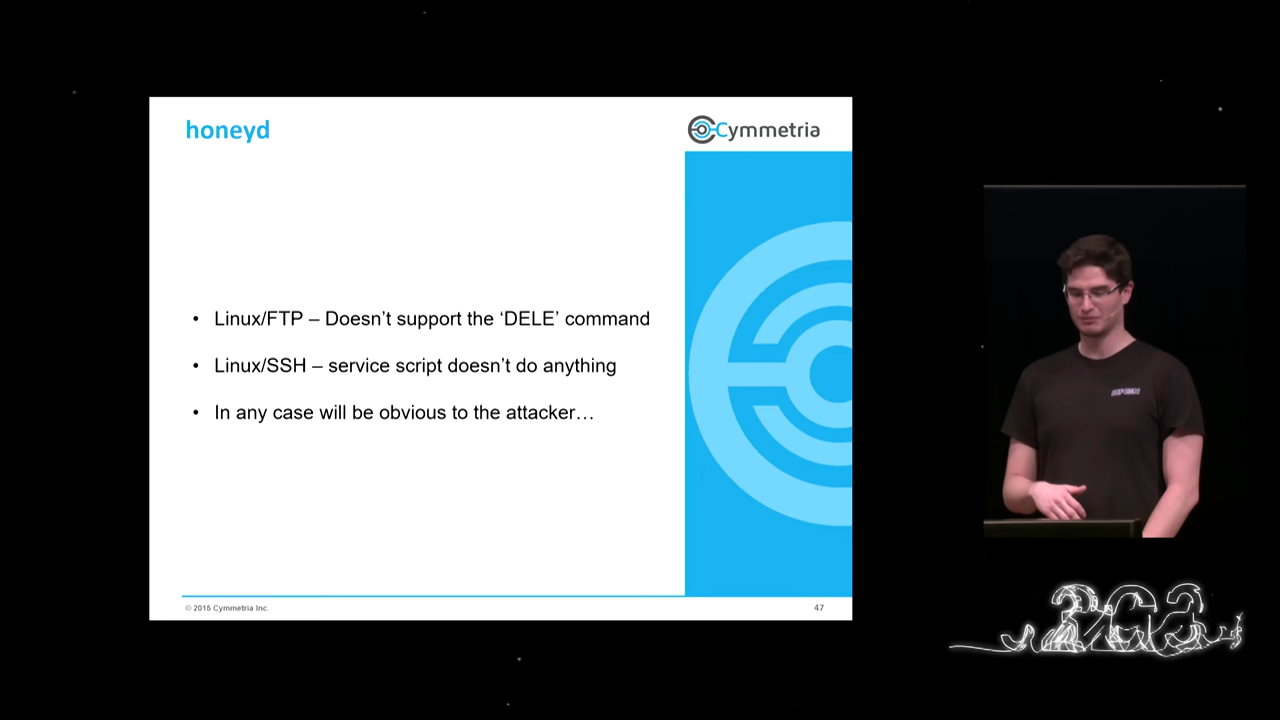 honeyd
Cymmetria
• Linux/FTP – Doesn’t support the ‘DELE’ command
• Linux/SSH – service script doesn’t do anything
• In any case will be obvious to the attacker…
© 2015 Cymmetria Inc.
47
32C3